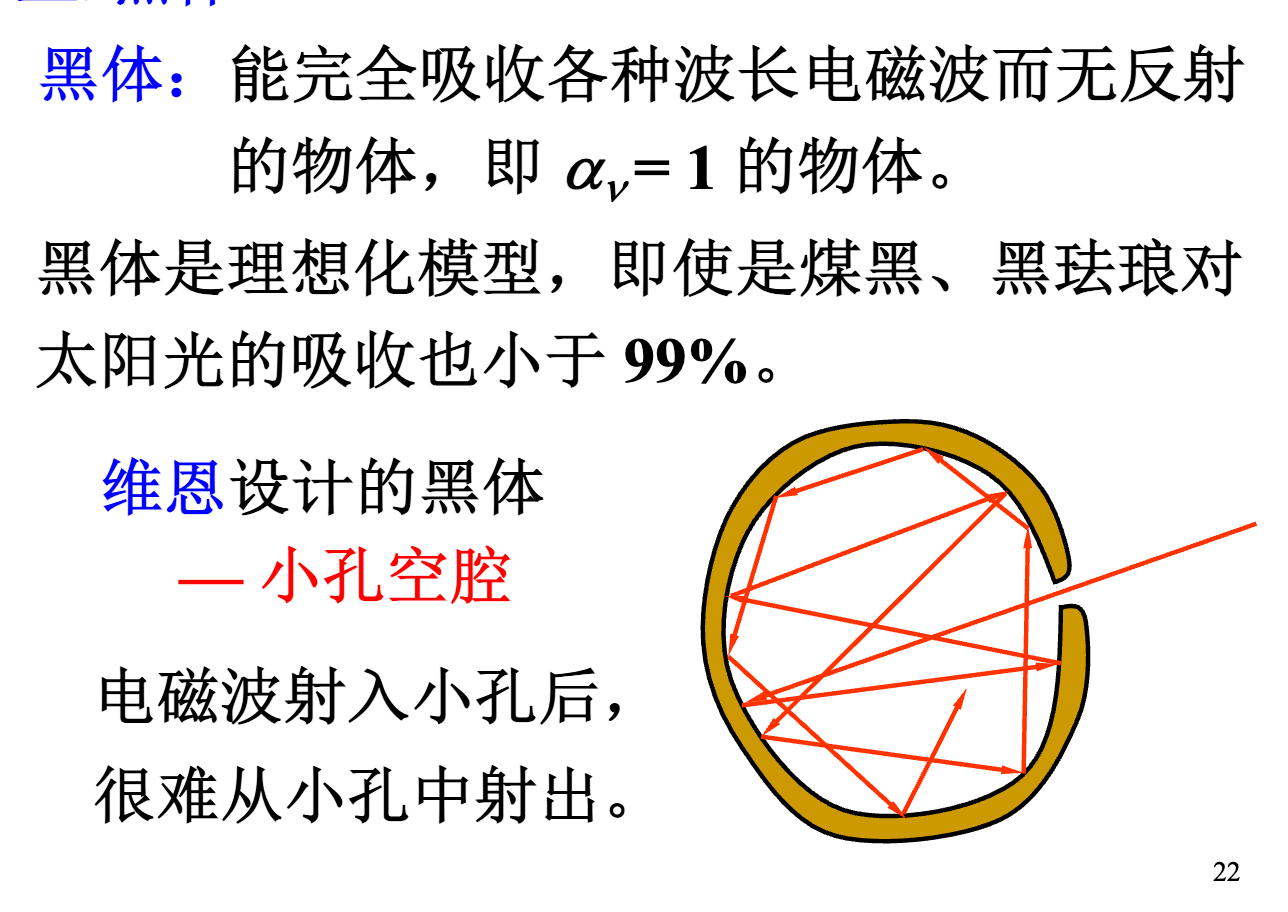 黑体：能完全吸收各种波长电磁波而无反射
的物体，即 αν= 1 的物体。
黑体是理想化模型，即使是煤黑、黑珐琅对
太阳光的吸收也小于 99%。
维恩设计的黑体
— 小孔空腔
电磁波射入小孔后，
很难从小孔中射出。
22